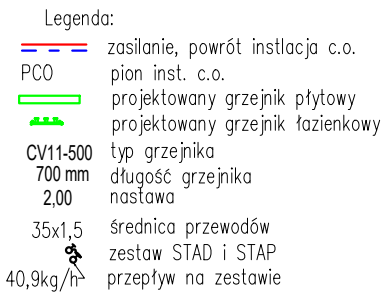 Legenda:
zasilanie, powrót instlacja c.o.
PCO pion inst. c.o.
projektowany grzejnik płytowy
projektowany grzejnik łazienkowy
CV11-500 typ grzejnika
700 mm długość grzejnika
2,00 nastawa
35x1,5 średnica przewodów
zestaw STAD i STAP
40,9kg/h przepływ na zestawie